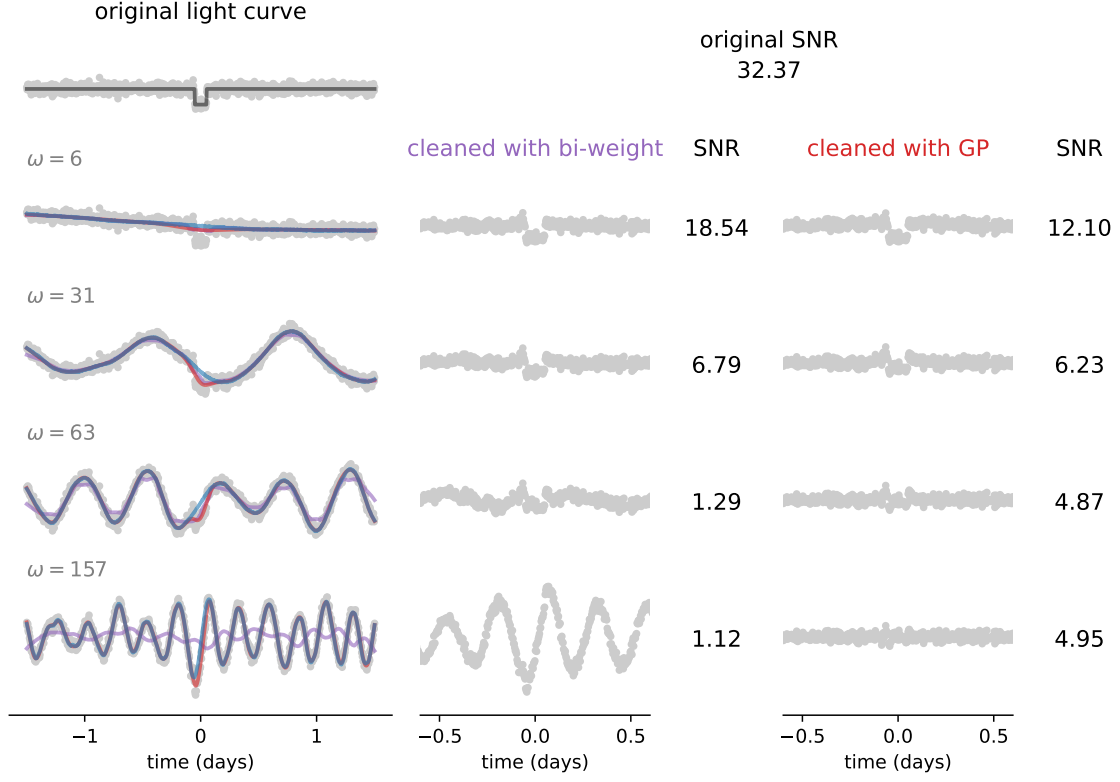 original light curve
original SNR
32.37
ω = 6
cleaned with bi-weight SNR cleaned with GP SNR
18.54 12.10
ω = 31
6.79 6.23
ω = 63
1.29 4.87
ω = 157
1.12 4.95
−1 0 1 −0.5 0.0 0.5 −0.5 0.0 0.5
time (days) time (days) time (days)